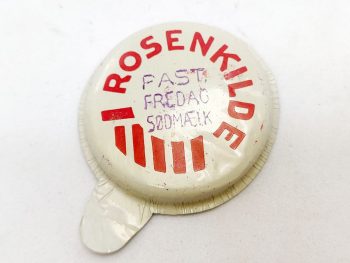 ROSENKILDE
PAST.
FREDAG
SØDMÆLK